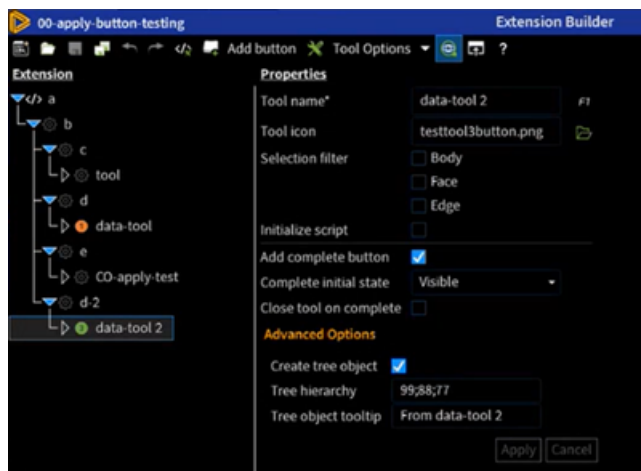 00-apply-button-testing
Extension Builder
Add button Tool Options ?
Extension
Properties
</> a
b
c
tool
d
data-tool
e
CO-apply-test
d-2
data-tool 2
Tool name* data-tool 2
Tool icon testtool3button.png
Selection filter Body
Face
Edge
Initialize script
Add complete button
Complete initial state Visible
Close tool on complete
Advanced Options
Create tree object
Tree hierarchy 99;88;77
Tree object tooltip From data-tool 2
Apply Cancel